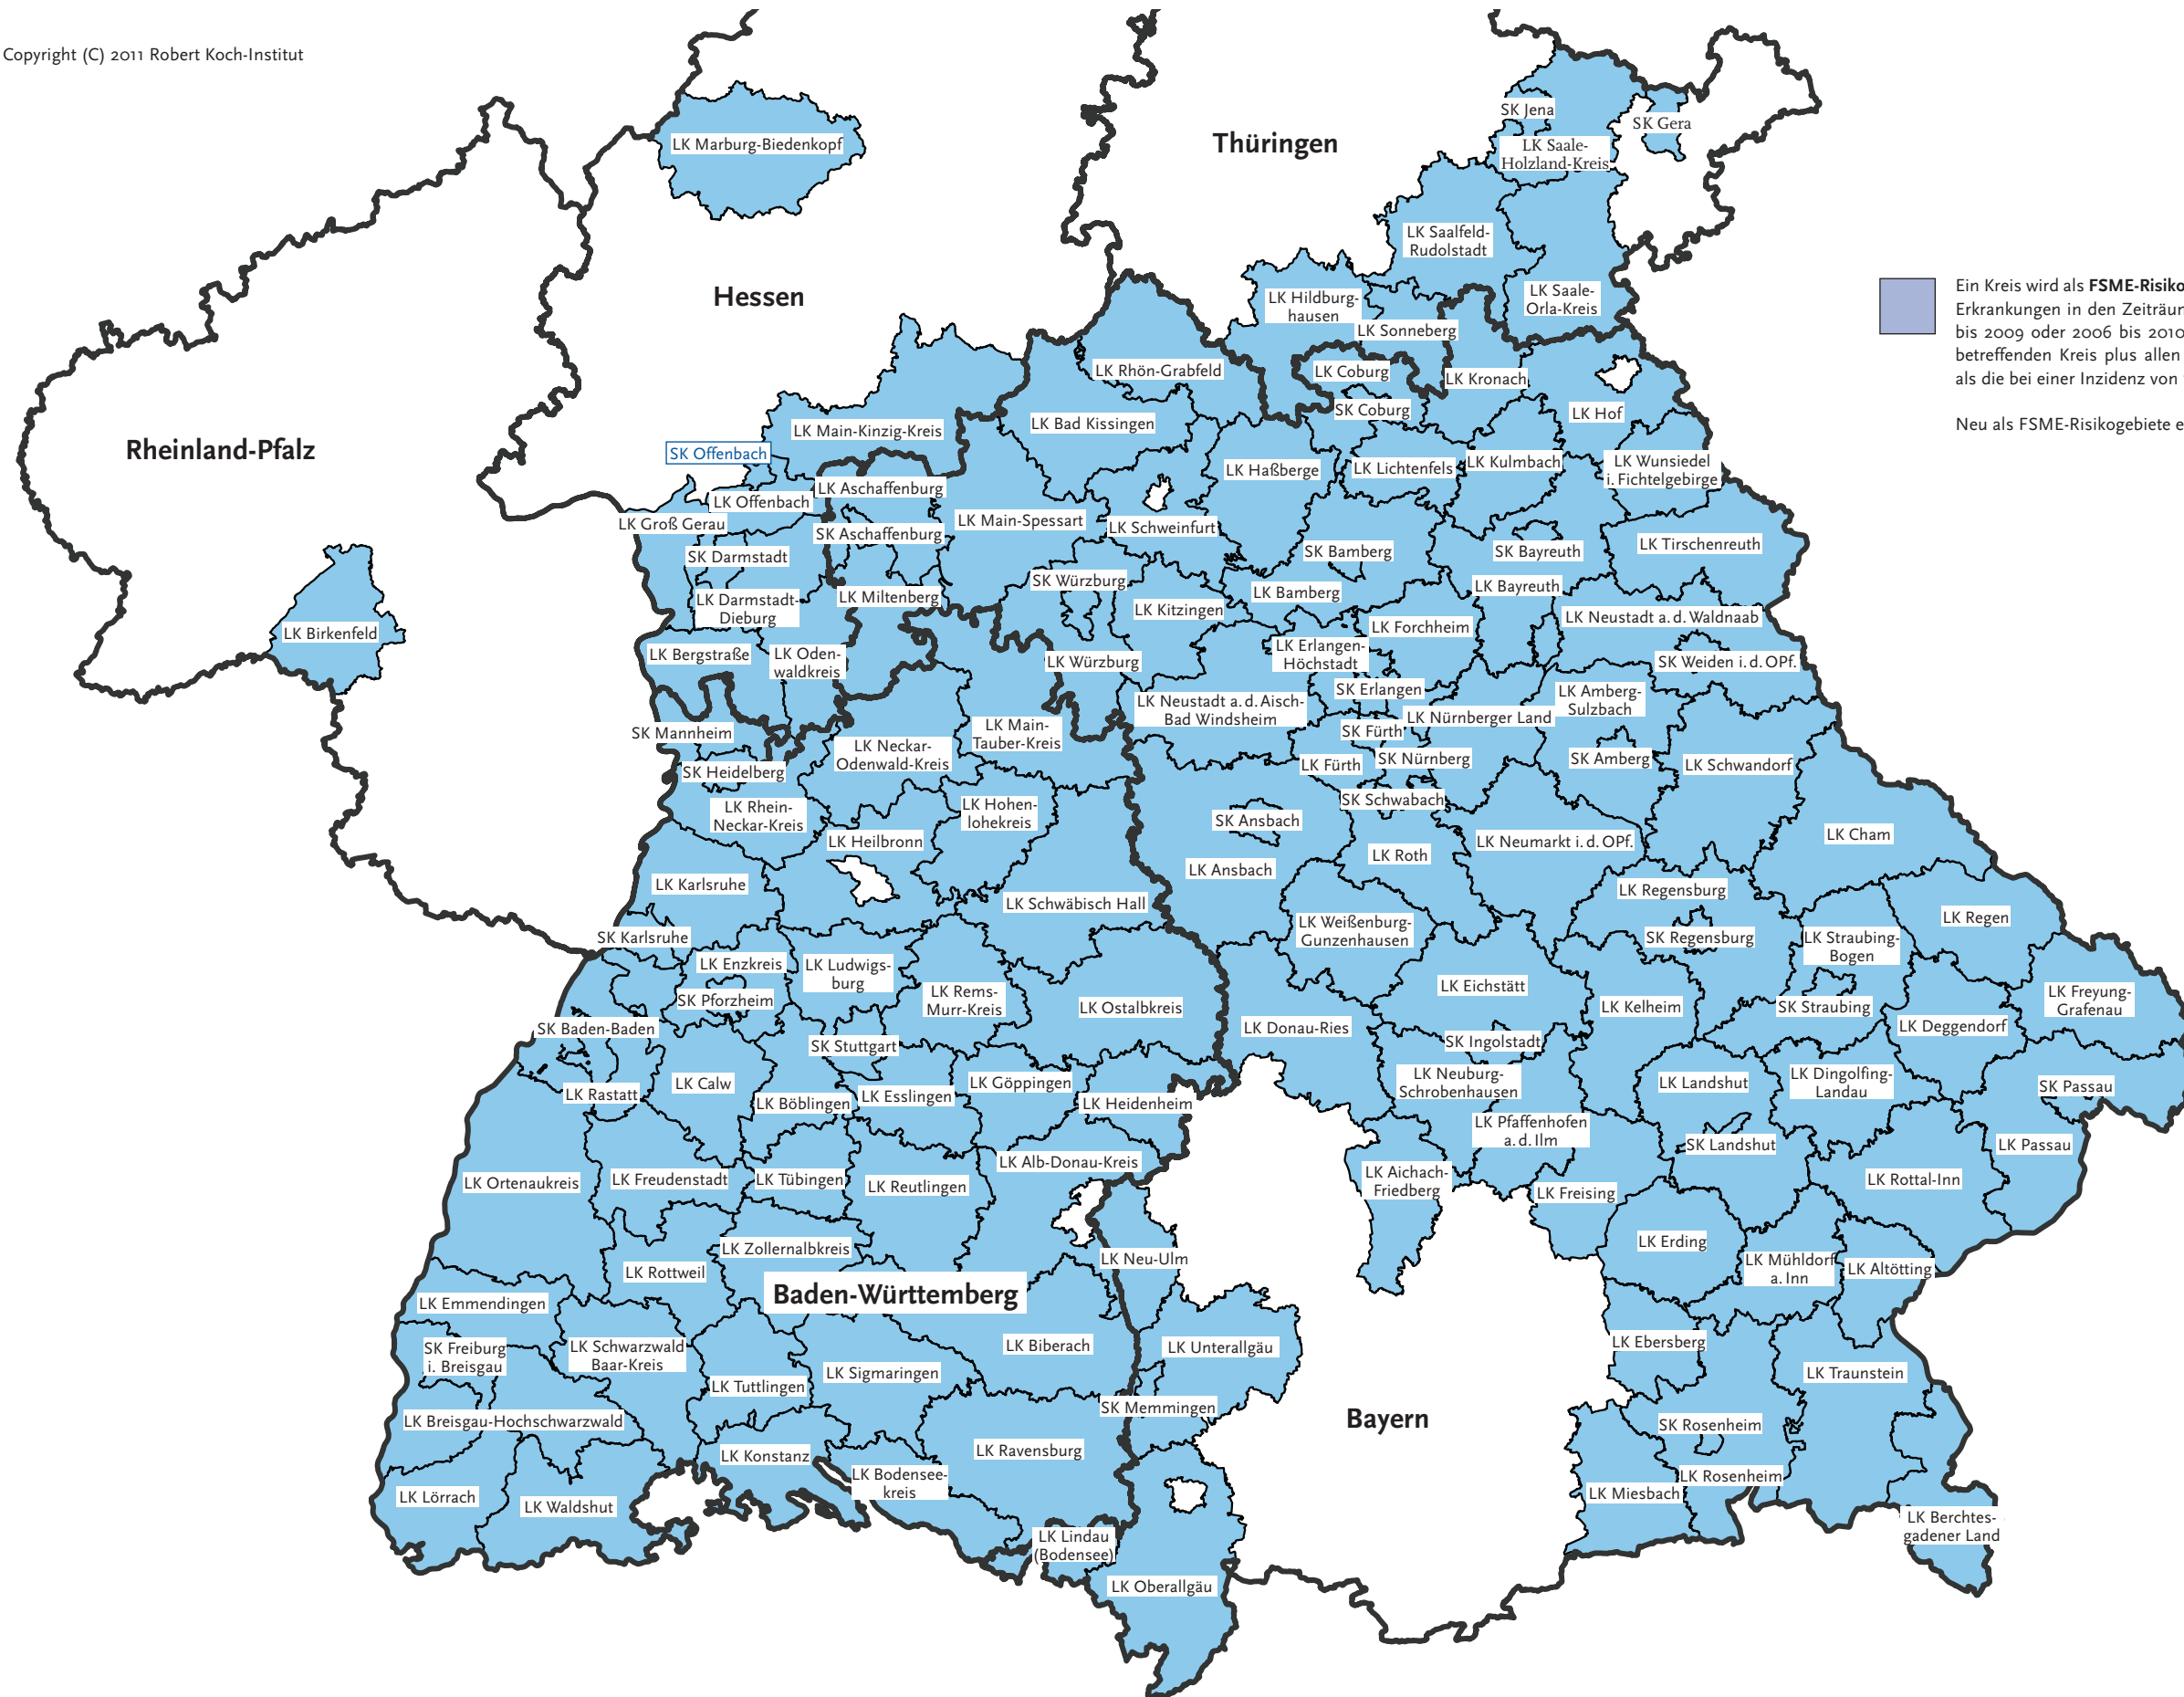 Copyright (C) 2011 Robert Koch-Institut
SK Jena
SK Gera
LK Marburg-Biedenkopf
Thüringen
LK Saale-
Holzland-Kreis
LK Saalfeld-
Rudolstadt
Ein Kreis wird als FSME-Risiko
Erkrankungen in den Zeiträun
bis 2009 oder 2006 bis 2010
betreffenden Kreis plus allen
als die bei einer Inzidenz von
Neu als FSME-Risikogebiete e
Hessen
LK Hildburg-
hausen
LK Saale-
Orla-Kreis
LK Sonneberg
LK Rhön-Grabfeld
LK Coburg
LK Kronach
SK Coburg
LK Hof
LK Bad Kissingen
LK Main-Kinzig-Kreis
Rheinland-Pfalz
SK Offenbach
LK Haßberge
LK Lichtenfels
LK Kulmbach
LK Wunsiedel
i. Fichtelgebirge
LK Aschaffenburg
LK Offenbach
LK Groß Gerau
LK Main-Spessart
LK Schweinfurt
SK Aschaffenburg
SK Darmstadt
SK Bamberg
SK Bayreuth
LK Tirschenreuth
SK Würzburg
LK Bayreuth
LK Darmstadt-
Dieburg
LK Miltenberg
LK Kitzingen
LK Bamberg
LK Birkenfeld
LK Forchheim
LK Neustadt a. d. Waldnaab
LK Bergstraße
LK Oden-
waldkreis
LK Würzburg
LK Erlangen-
Höchstadt
SK Weiden i. d. OPf.
SK Erlangen
LK Amberg-
Sulzbach
LK Neustadt a. d. Aisch-
Bad Windsheim
LK Nürnberger Land
SK Mannheim
LK Main-
Tauber-Kreis
SK Fürth
LK Neckar-
Odenwald-Kreis
SK Heidelberg
LK Fürth
SK Nürnberg
SK Amberg
LK Schwandorf
LK Rhein-
Neckar-Kreis
LK Hohen-
lohekreis
SK Schwabach
SK Ansbach
LK Heilbronn
LK Roth
LK Neumarkt i. d. OPf.
LK Cham
LK Ansbach
LK Karlsruhe
LK Schwäbisch Hall
LK Regensburg
LK Weißenburg-
Gunzenhausen
LK Regen
SK Karlsruhe
SK Regensburg
LK Straubing-
Bogen
LK Enzkreis
LK Ludwigs-
burg
SK Pforzheim
LK Rems-
Murr-Kreis
LK Ostalbkreis
LK Eichstätt
LK Kelheim
SK Straubing
LK Freyung-
Grafenau
SK Baden-Baden
LK Donau-Ries
LK Deggendorf
SK Stuttgart
SK Ingolstadt
LK Calw
LK Rastatt
LK Böblingen
LK Esslingen
LK Göppingen
LK Heidenheim
LK Neuburg-
Schrobenhausen
LK Landshut
LK Dingolfing-
Landau
SK Passau
LK Pfaffenhofen
a. d. Ilm
SK Landshut
LK Passau
LK Ortenaukreis
LK Freudenstadt
LK Tübingen
LK Reutlingen
LK Alb-Donau-Kreis
LK Aichach-
Friedberg
LK Freising
LK Rottal-Inn
LK Zollernalbkreis
LK Neu-Ulm
LK Erding
LK Mühldorf
a. Inn
LK Altötting
LK Rottweil
Baden-Württemberg
LK Emmendingen
SK Freiburg
i. Breisgau
LK Schwarzwald
Baar-Kreis
LK Biberach
LK Unterallgäu
LK Ebersberg
LK Tuttlingen
LK Sigmaringen
LK Traunstein
LK Breisgau-Hochschwarzwald
SK Memmingen
Bayern
SK Rosenheim
LK Konstanz
LK Ravensburg
LK Bodensee-
kreis
LK Rosenheim
LK Lörrach
LK Waldshut
LK Miesbach
LK Lindau
(Bodensee)
LK Berchtes-
gadener Land
LK Oberallgäu